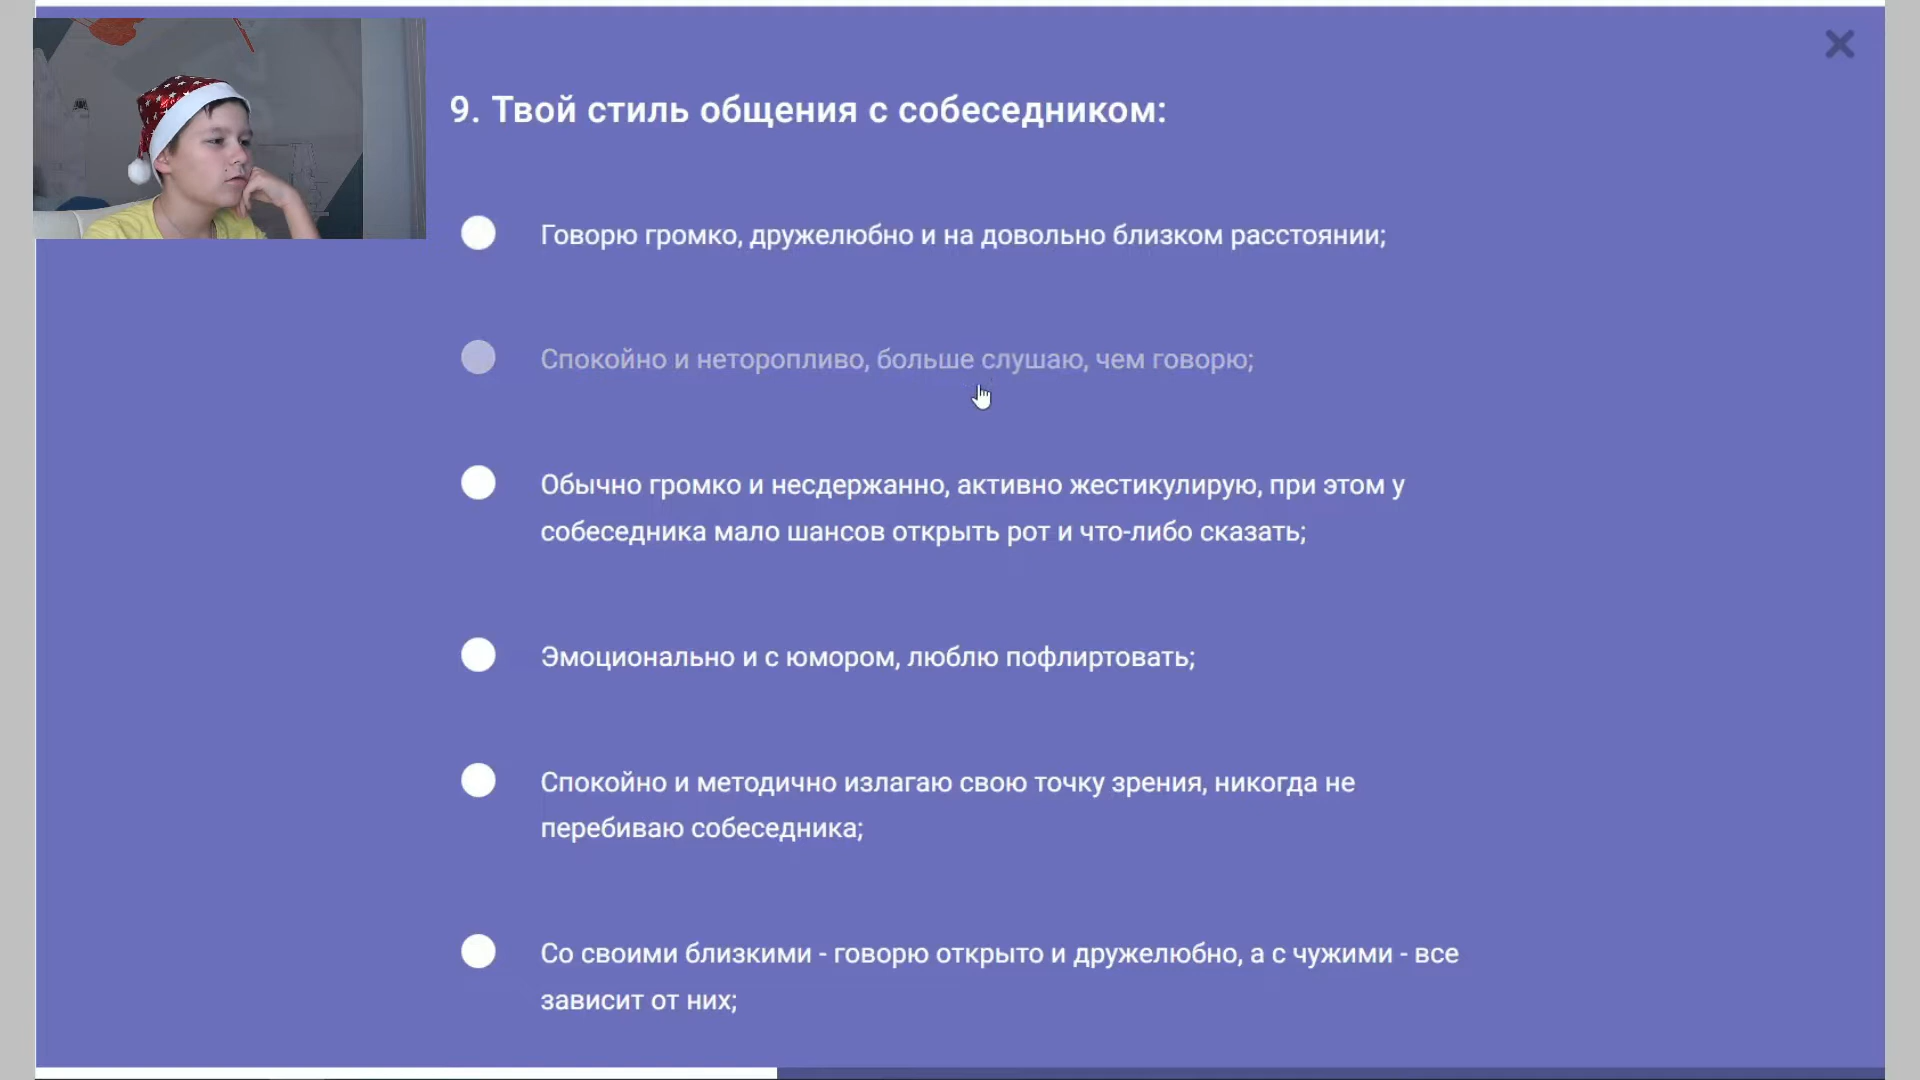 9. Твой стиль общения с собеседником:
Говорю громко, дружелюбно и на довольно близком расстоянии;
Спокойно и неторопливо, больше слушаю, чем говорю;
Обычно громко и несдержанно, активно жестикулирую, при этом у
собеседника мало шансов открыть рот и что-либо сказать;
Эмоционально и с юмором, люблю пофлиртовать;
Спокойно и методично излагаю свою точку зрения, никогда не
перебиваю собеседника;
Со своими близкими - говорю открыто и дружелюбно, а с чужими - все
зависит от них;